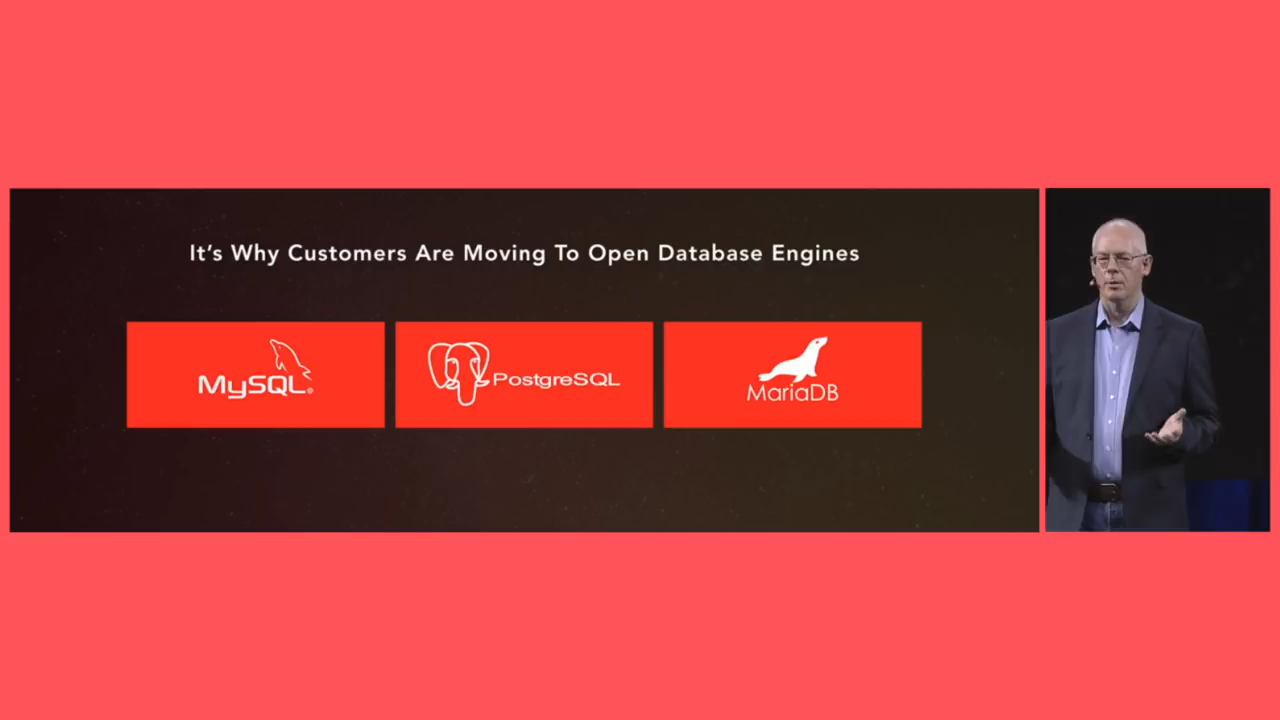 It's Why Customers Are Moving To Open Database Engines
MySQL®
PostgreSQL
MariaDB